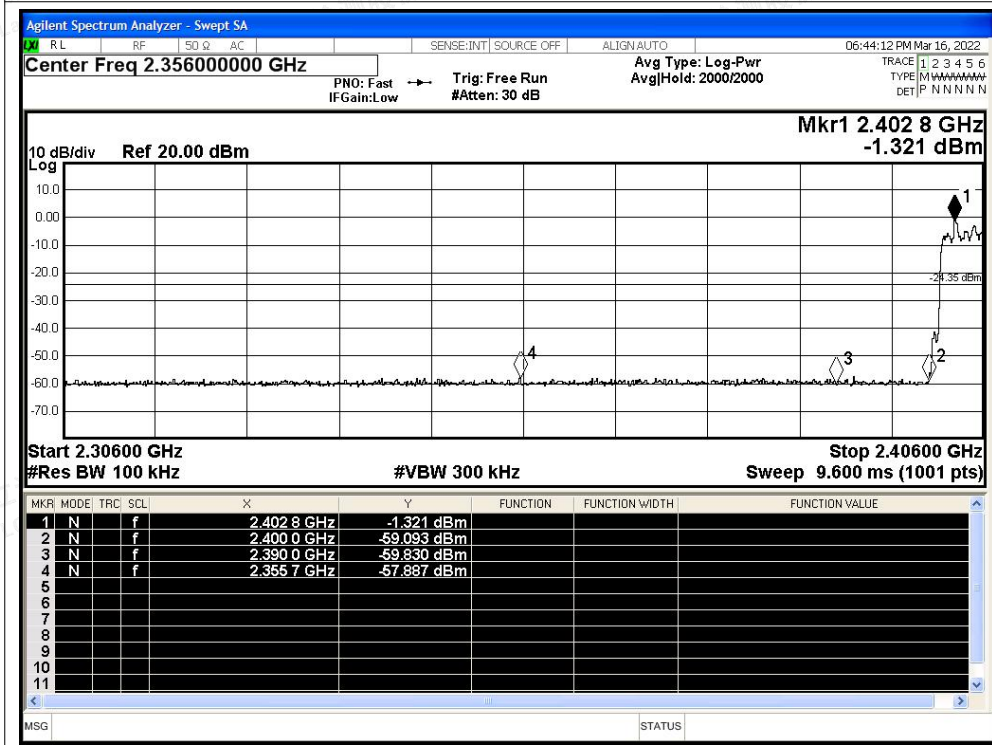 Agilent Spectrum Analyzer - Swept SA
LXI RL RF 50 Ω AC SENSE:INT SOURCE OFF ALIGN AUTO 06:44:12 PM Mar 16, 2022
Center Freq 2.356000000 GHz
PNO: Fast Trig: Free Run
IFGain:Low #Atten: 30 dB
Avg Type: Log-Pwr
Avg|Hold: 2000/2000
TRACE 1 2 3 4 5 6
TYPE M WWWWW
DET P N N N N N
Mkr1 2.402 8 GHz
-1.321 dBm
10 dB/div Ref 20.00 dBm
Log
10.0
0.00
-10.0
-20.0
-30.0
-40.0
-50.0
-60.0
-70.0
1
-24.35 dBm
4
3
2
Start 2.30600 GHz Stop 2.40600 GHz
#Res BW 100 kHz #VBW 300 kHz Sweep 9.600 ms (1001 pts)
MKR MODE TRC SCL X Y FUNCTION FUNCTION WIDTH FUNCTION VALUE
1 N f 2.402 8 GHz -1.321 dBm
2 N f 2.400 0 GHz -59.093 dBm
3 N f 2.390 0 GHz -59.830 dBm
4 N f 2.355 7 GHz -57.887 dBm
5
6
7
8
9
10
11
MSG STATUS